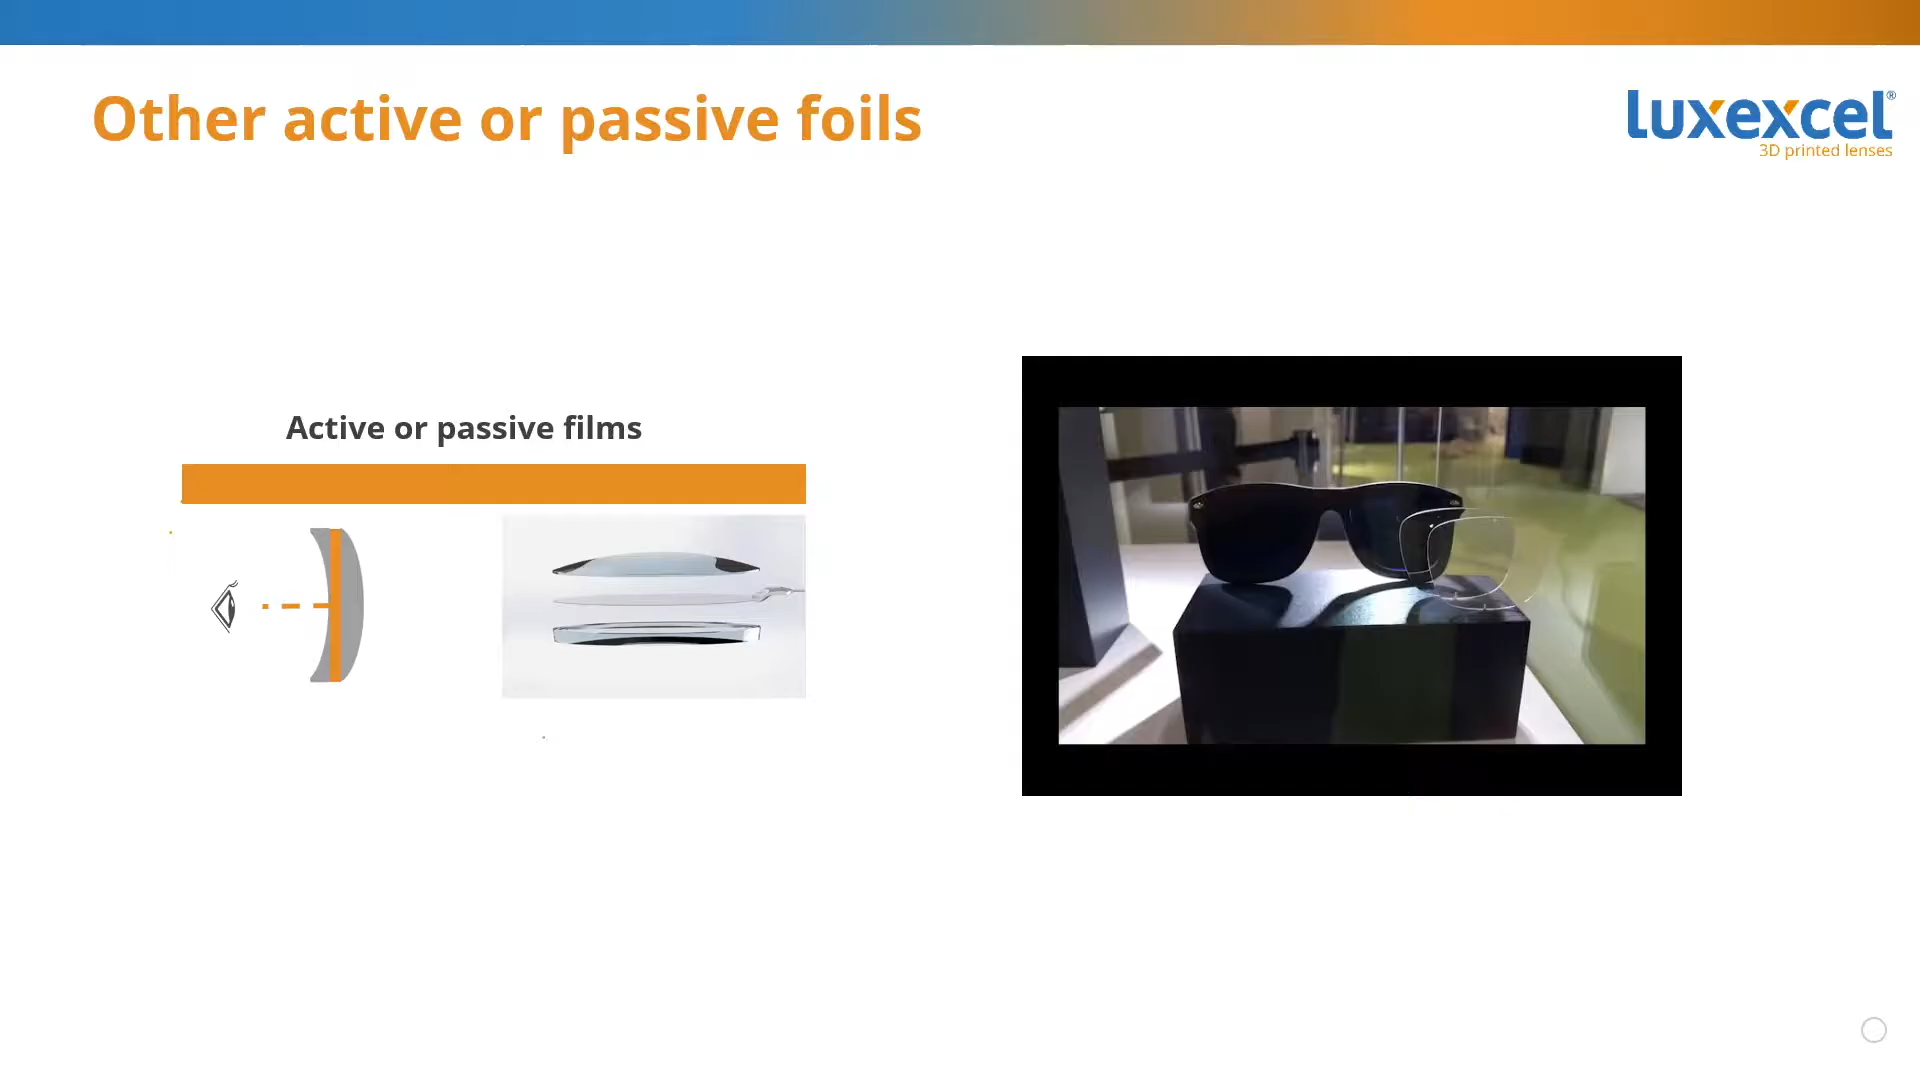 Other active or passive foils
luxexcel®
3D printed lenses
Active or passive films